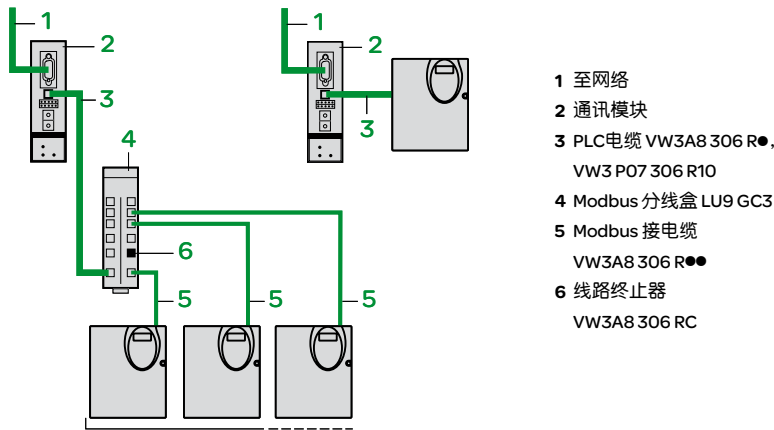 1
2
3
4
6
5
5
5
1
2
3
1 至网络
2 通讯模块
3 PLC电缆 VW3A8 306 R●,
VW3 P07 306 R10
4 Modbus 分线盒 LU9 GC3
5 Modbus 接电缆
VW3A8 306 R●●
6 线路终止器
VW3A8 306 RC